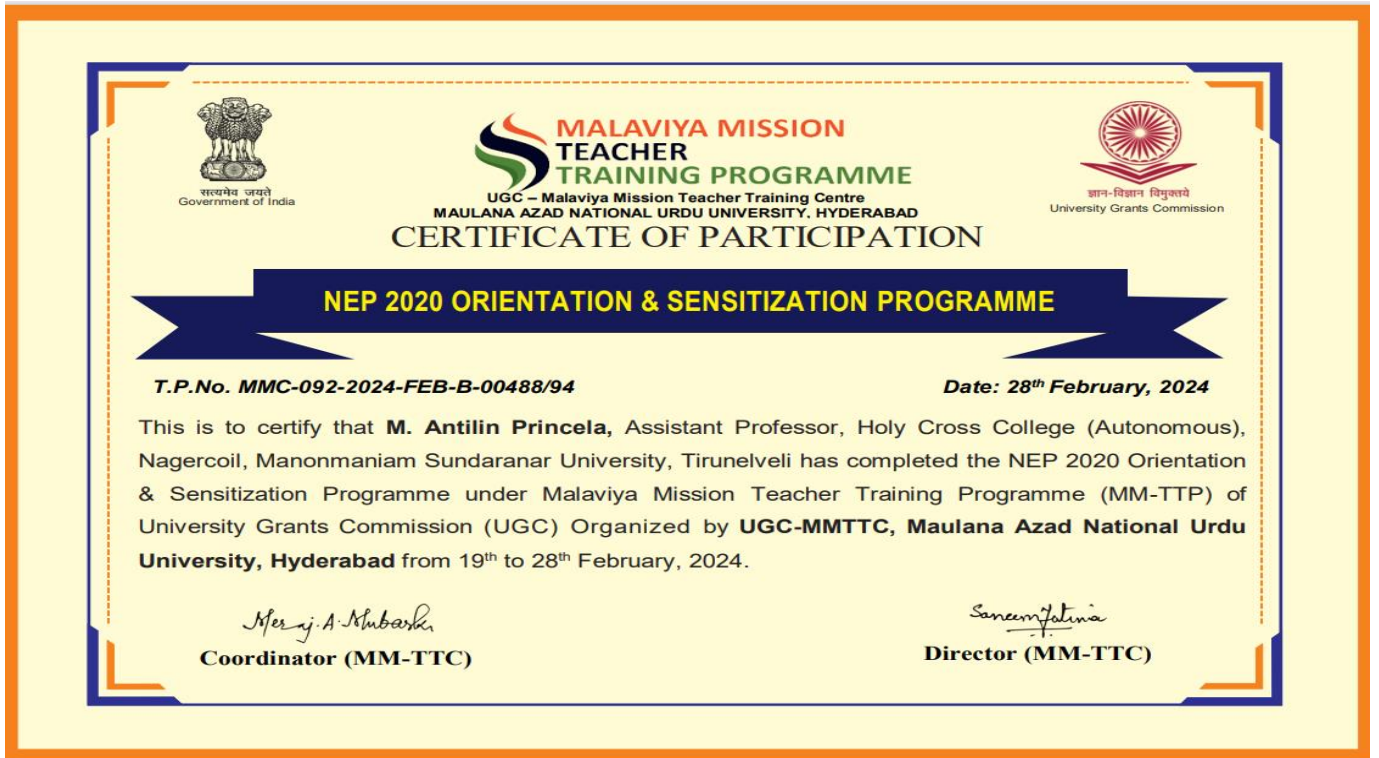 सत्यमेव जयते
Government of India
MALAVIYA MISSION
TEACHER
TRAINING PROGRAMME
UGC – Malaviya Mission Teacher Training Centre
MAULANA AZAD NATIONAL URDU UNIVERSITY, HYDERABAD
ज्ञान-विज्ञान विमुक्तये
University Grants Commission
CERTIFICATE OF PARTICIPATION
NEP 2020 ORIENTATION & SENSITIZATION PROGRAMME
T.P.No. MMC-092-2024-FEB-B-00488/94
Date: 28th February, 2024
This is to certify that M. Antilin Princela, Assistant Professor, Holy Cross College (Autonomous),
Nagercoil, Manonmaniam Sundaranar University, Tirunelveli has completed the NEP 2020 Orientation
& Sensitization Programme under Malaviya Mission Teacher Training Programme (MM-TTP) of
University Grants Commission (UGC) Organized by UGC-MMTTC, Maulana Azad National Urdu
University, Hyderabad from 19th to 28th February, 2024.
Meraj. A. Mubarki
Saneem Fatima
Coordinator (MM-TTC)
Director (MM-TTC)